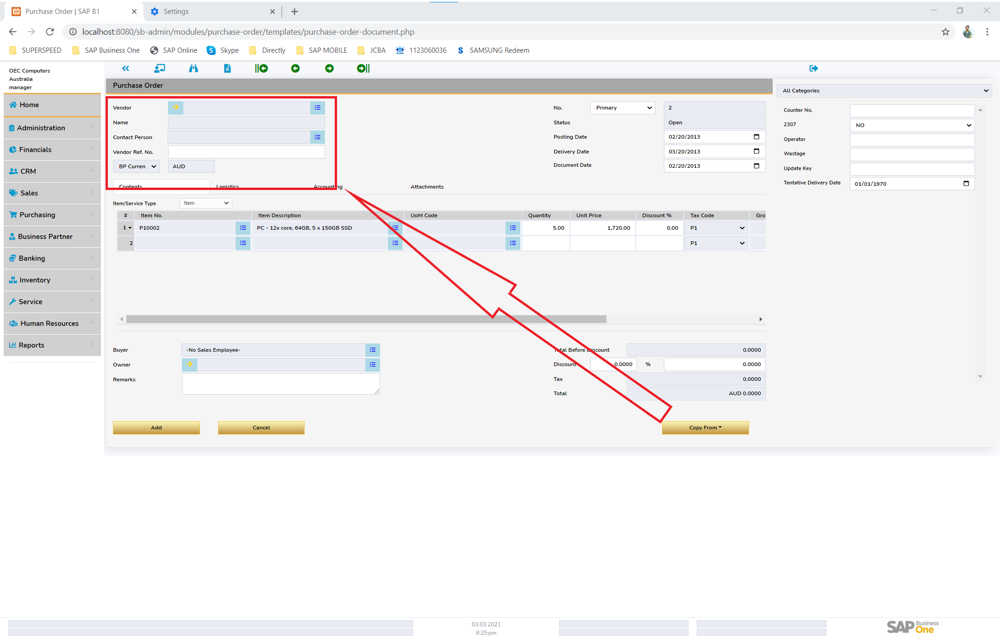 Purchase Order | SAP B1
Settings
localhost:8080/sb-admin/modules/purchase-order/templates/purchase-order-document.php
SUPERSPEED SAP Business One SAP Online Skype Directly SAP MOBILE JCBA 1123060036 SAMSUNG Redeem
OEC Computers
Australia
manager
Home
Administration
Financials
CRM
Sales
Purchasing
Business Partner
Banking
Inventory
Service
Human Resources
Reports
Purchase Order
Vendor
Name
Contact Person
Vendor Ref. No.
BP Curren AUD
No. Primary 2
Status Open
Posting Date 02/20/2013
Delivery Date 03/20/2013
Document Date 02/20/2013
Contents Logistics Accounting Attachments
Item/Service Type Item
# Item No. Item Description UoM Code Quantity Unit Price Discount % Tax Code Gro
1 P10002 PC - 12x core, 64GB, 5 x 150GB SSD 5.00 1,720.00 0.00 P1
2 P1
Buyer -No Sales Employee-
Owner
Remarks
Total Before Discount 0.0000
Discount 0.0000 % 0.0000
Tax 0.0000
Total AUD 0.0000
Add Cancel Copy From
All Categories
Counter No.
2307 NO
Operator
Wastage
Update Key
Tentative Delivery Date 01/01/1970
03.03.2021
8:25:pm
SAP Business One